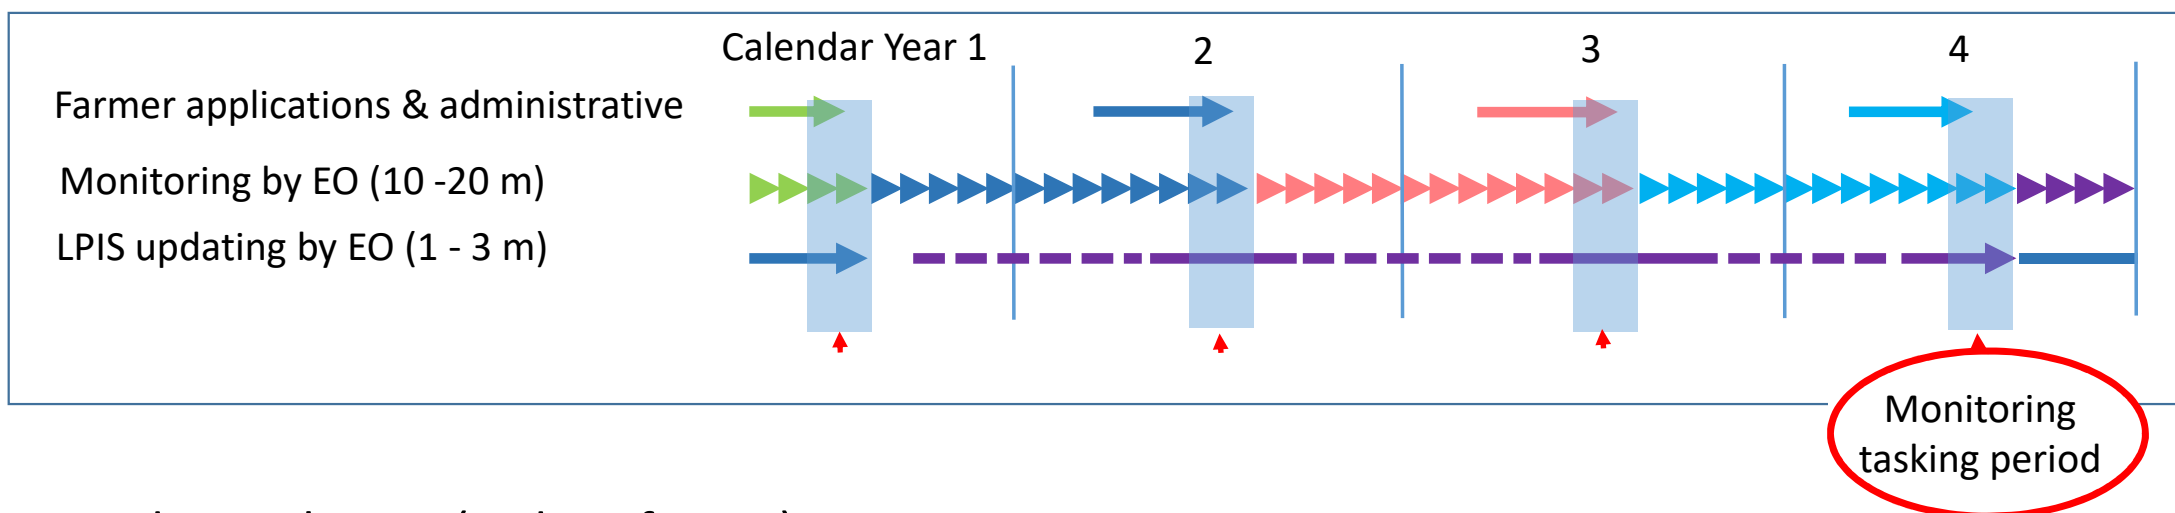 Calendar Year 1 2 3 4
Farmer applications & administrative
Monitoring by EO (10 -20 m)
LPIS updating by EO (1 - 3 m)
Monitoring
tasking period